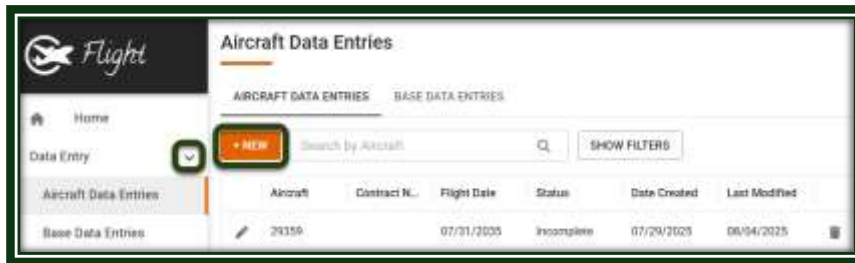 Flight
Aircraft Data Entries
AIRCRAFT DATA ENTRIES BASE DATA ENTRIES
Home
Data Entry
+ NEW Search by Aircraft SHOW FILTERS
Aircraft Data Entries
Aircraft Contract N... Flight Date Status Date Created Last Modified
Base Data Entries
29359 07/31/2025 Incomplete 07/29/2025 08/04/2025